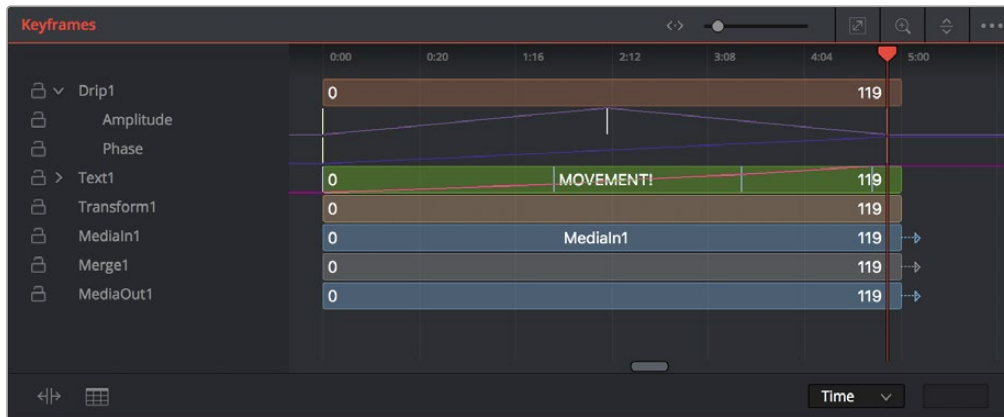 Keyframes
0:00 0:20 1:16 2:12 3:08 4:04 5:00
Drip1 0 119
Amplitude
Phase
Text1 0 MOVEMENT! 119
Transform1 0 119
MediaIn1 0 MediaIn1 119
Merge1 0 119
MediaOut1 0 119
Time